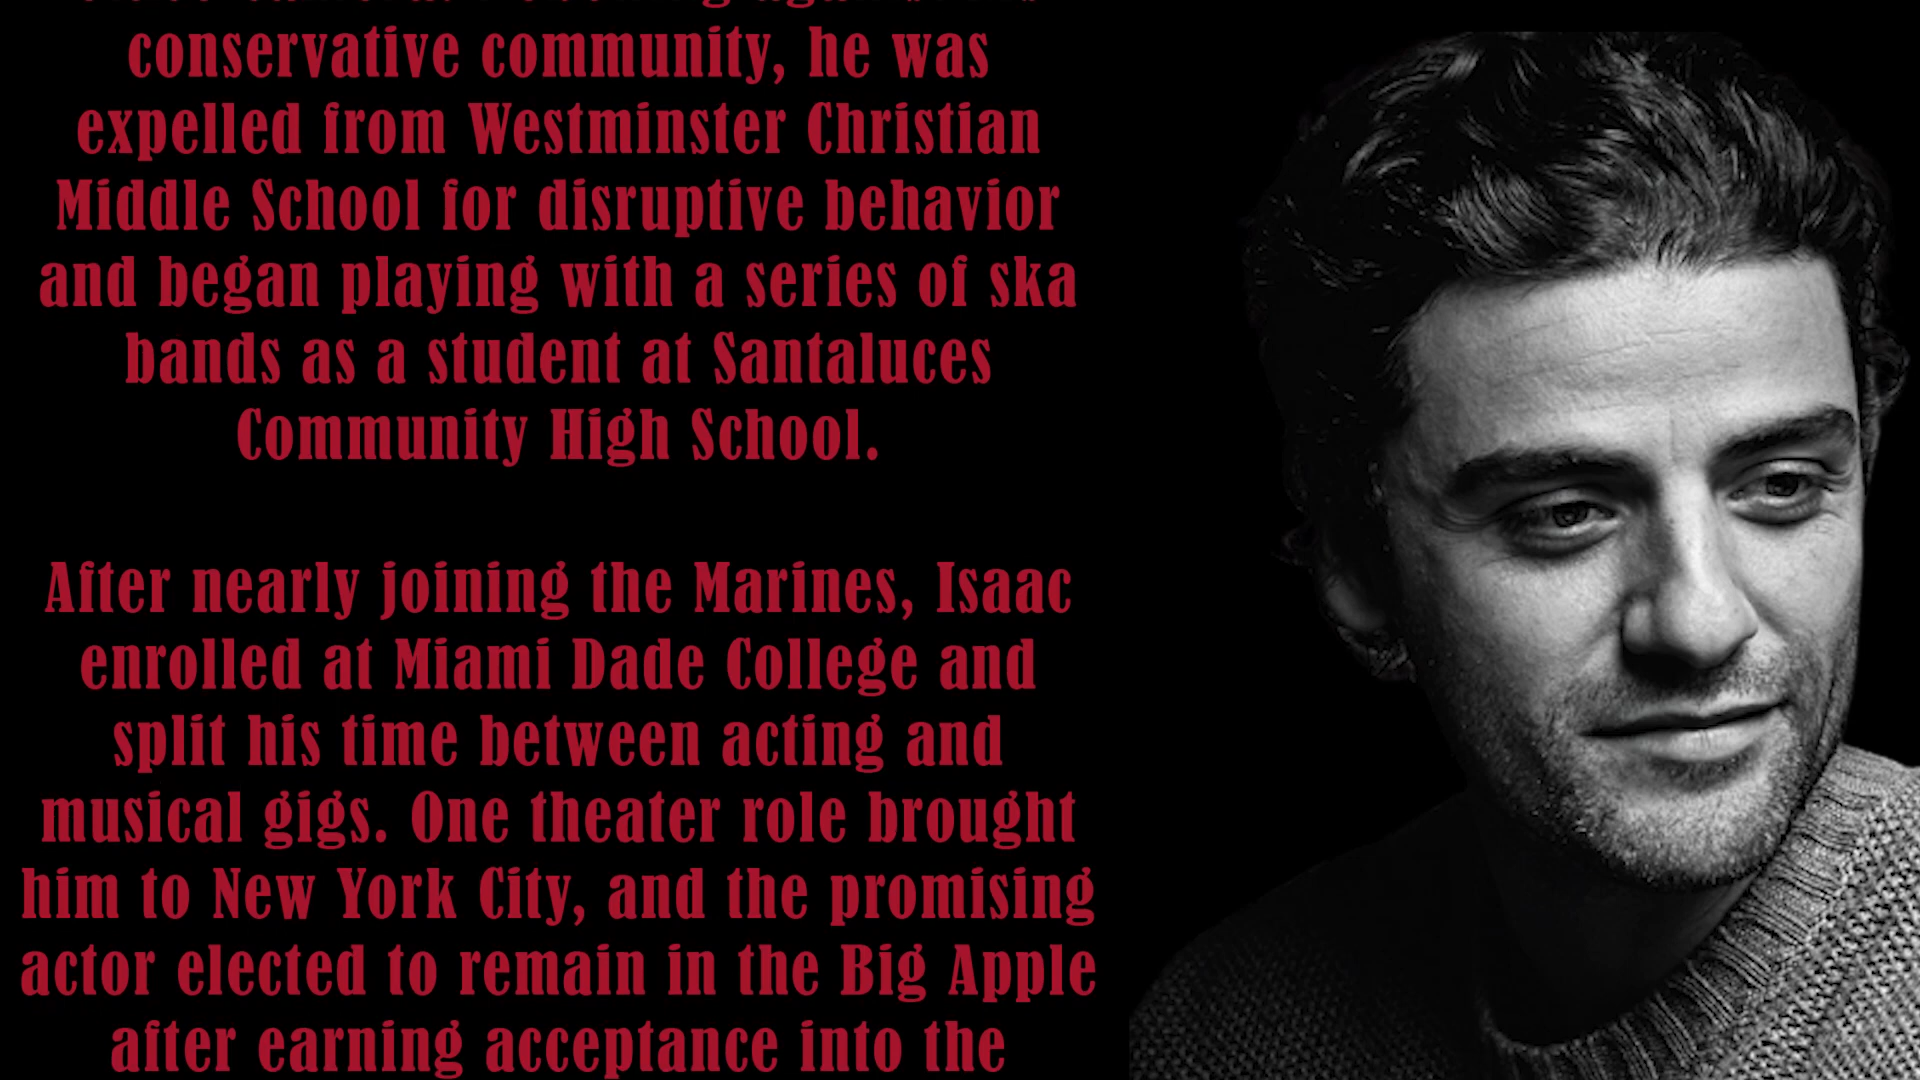 conservative community, he was
expelled from Westminster Christian
Middle School for disruptive behavior
and began playing with a series of ska
bands as a student at Santaluces
Community High School.
After nearly joining the Marines, Isaac
enrolled at Miami Dade College and
split his time between acting and
musical gigs. One theater role brought
him to New York City, and the promising
actor elected to remain in the Big Apple
after earning acceptance into the